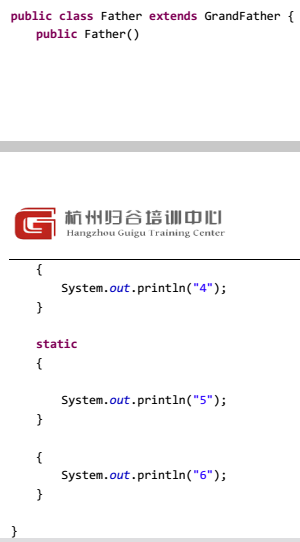 public class Father extends GrandFather {
    public Father()
杭州归谷培训中心
Hangzhou Guigu Training Center
    {
        System.out.println("4");
    }
    static
    {
        System.out.println("5");
    }
    {
        System.out.println("6");
    }
}